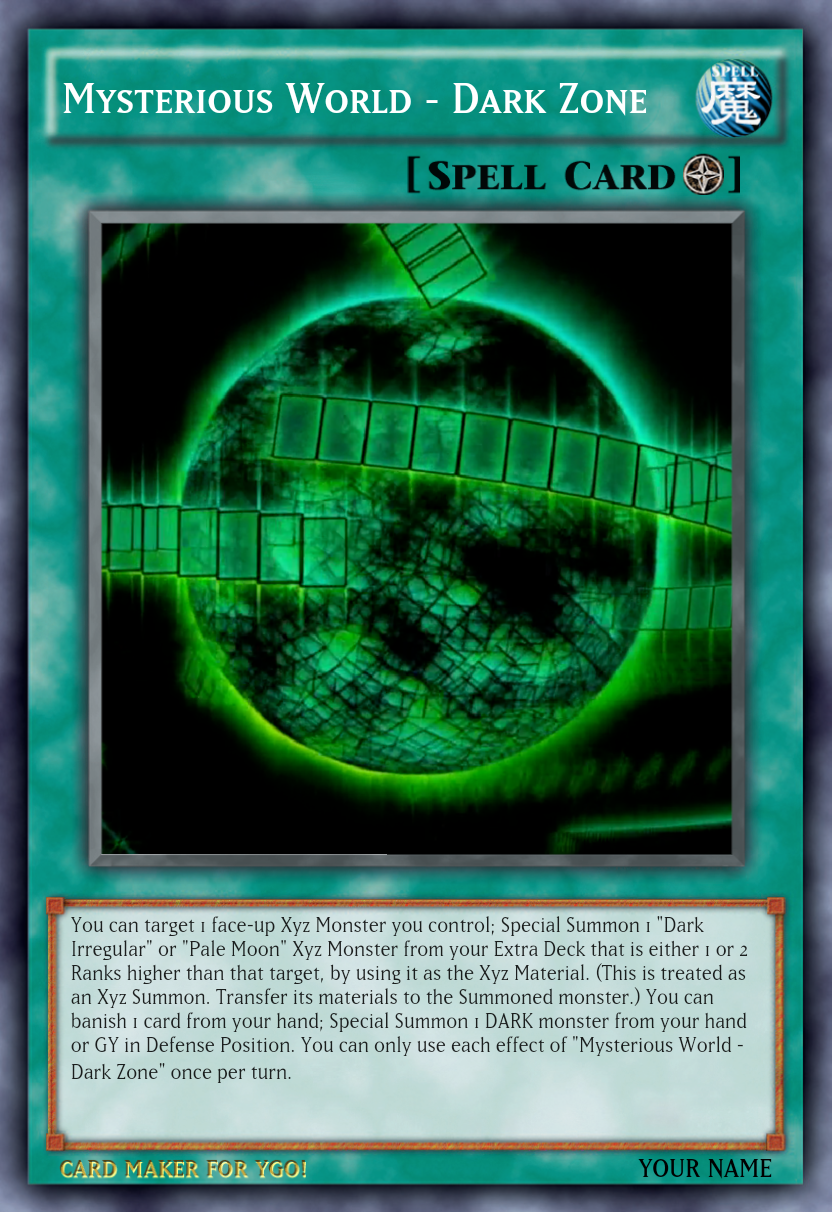 Mysterious World - Dark Zone
SPELL
魔
[Spell Card]
You can target 1 face-up Xyz Monster you control; Special Summon 1 "Dark
Irregular" or "Pale Moon" Xyz Monster from your Extra Deck that is either 1 or 2
Ranks higher than that target, by using it as the Xyz Material. (This is treated as
an Xyz Summon. Transfer its materials to the Summoned monster.) You can
banish 1 card from your hand; Special Summon 1 DARK monster from your hand
or GY in Defense Position. You can only use each effect of "Mysterious World -
Dark Zone" once per turn.
CARD MAKER FOR YGO!
YOUR NAME